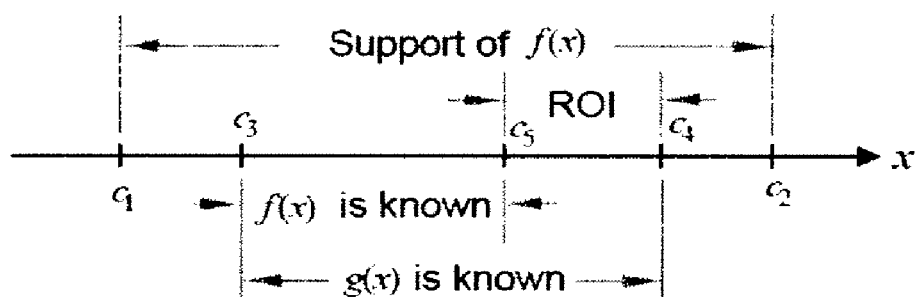 Support of f(x)
ROI
c₃
c₅
c₄
x
c₁
c₂
f(x) is known
g(x) is known